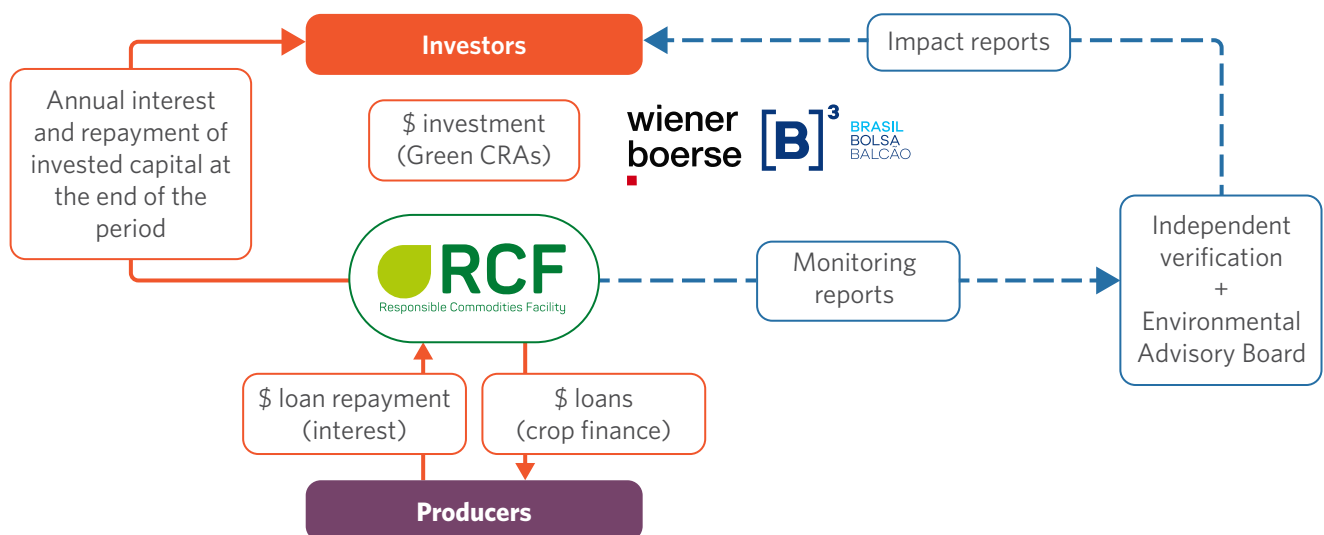 Investors
Impact reports
Annual interest
and repayment of
invested capital at
the end of the
period
$ investment
(Green CRAs)
wiener
boerse
[B]³
BRASIL
BOLSA
BALCÃO
RCF
Responsible Commodities Facility
Monitoring
reports
Independent
verification
+
Environmental
Advisory Board
$ loan repayment
(interest)
$ loans
(crop finance)
Producers